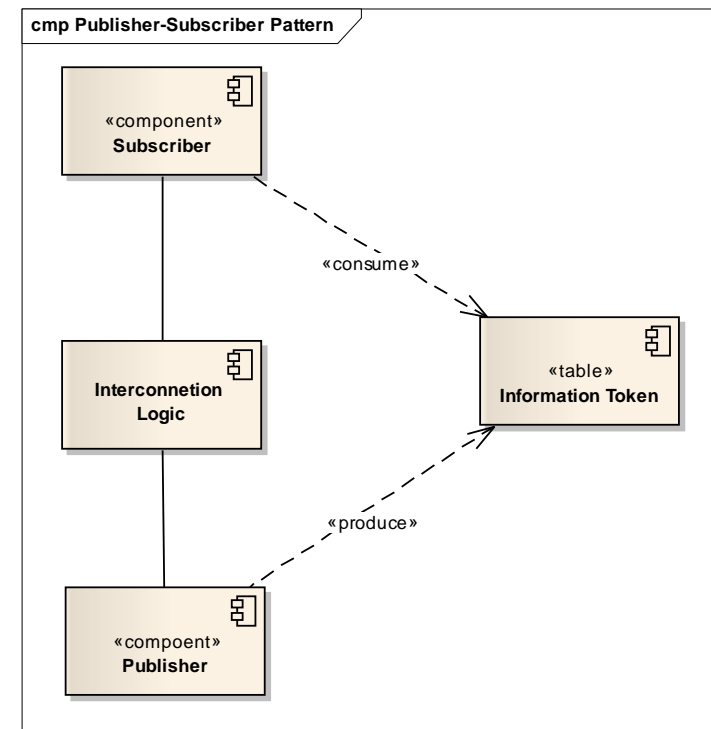 cmp Publisher-Subscriber Pattern
«component»
Subscriber
«consume»
Interconnetion
Logic
«table»
Information Token
«produce»
«compoent»
Publisher